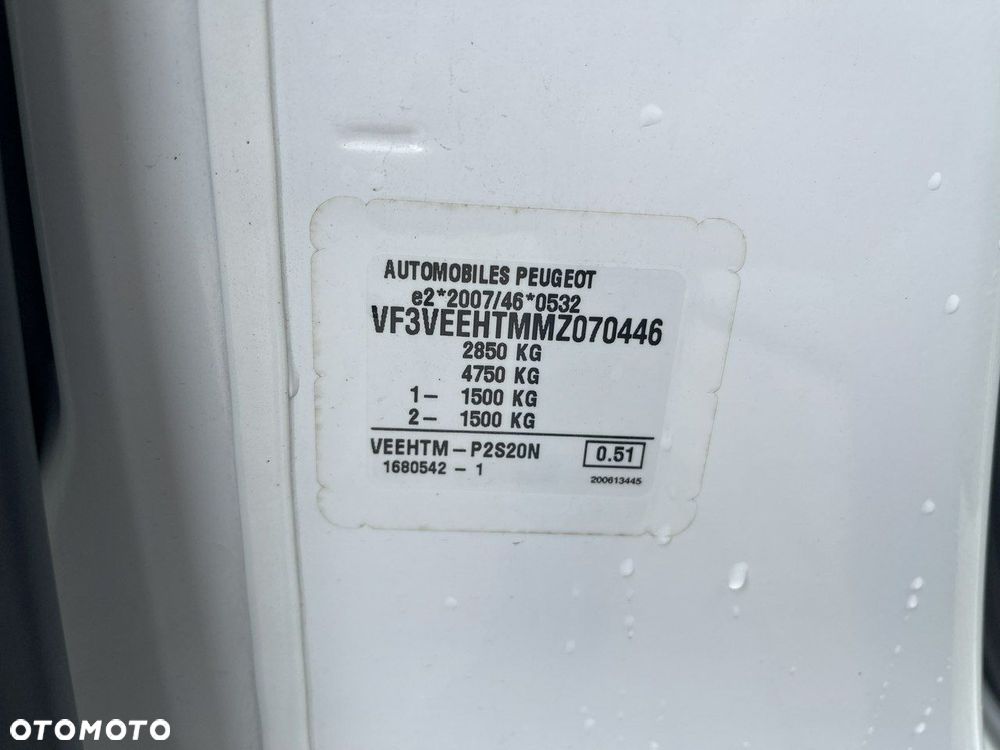 AUTOMOBILES PEUGEOT
e2*2007/46*0532
VF3VEEHTMMZ070446
2850 KG
4750 KG
1- 1500 KG
2- 1500 KG
VEEHTM-P2S20N 0.51
1680542 - 1
200613445
OTOMOTO